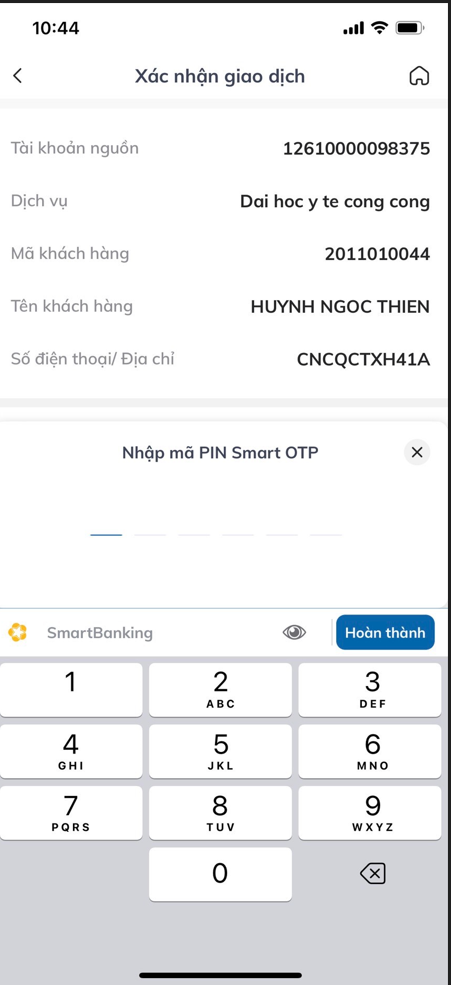 10:44
Xác nhận giao dịch
Tài khoản nguồn 12610000098375
Dịch vụ Dai hoc y te cong cong
Mã khách hàng 2011010044
Tên khách hàng HUYNH NGOC THIEN
Số điện thoại/ Địa chỉ CNCQCTXH41A
Nhập mã PIN Smart OTP
SmartBanking Hoàn thành
1 2 3
ABC DEF
4 5 6
GHI JKL MNO
7 8 9
PQRS TUV WXYZ
0